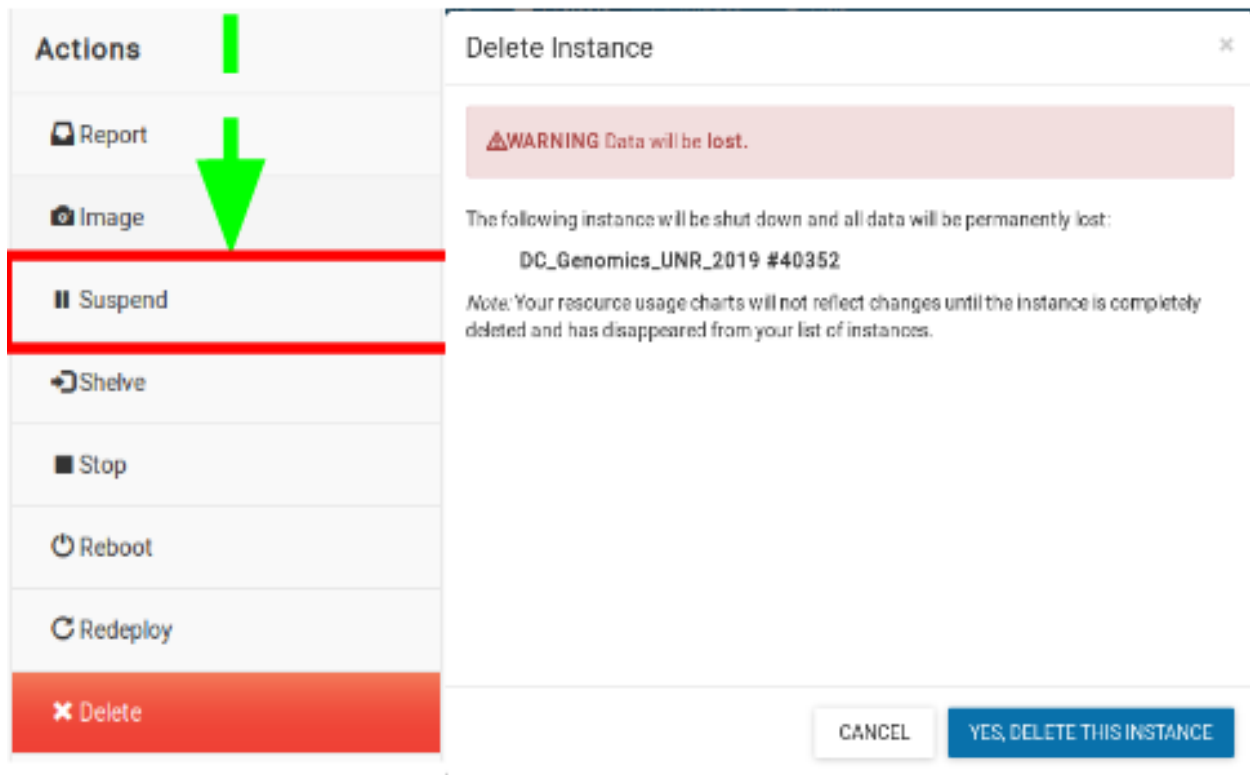 Actions
Report
Image
Suspend
Shelve
Stop
Reboot
Redeploy
Delete
Delete Instance
×
WARNING Data will be lost.
The following instance will be shut down and all data will be permanently lost:
DC_Genomics_UNR_2019 #40352
Note: Your resource usage charts will not reflect changes until the instance is completely
deleted and has disappeared from your list of instances.
CANCEL
YES, DELETE THIS INSTANCE